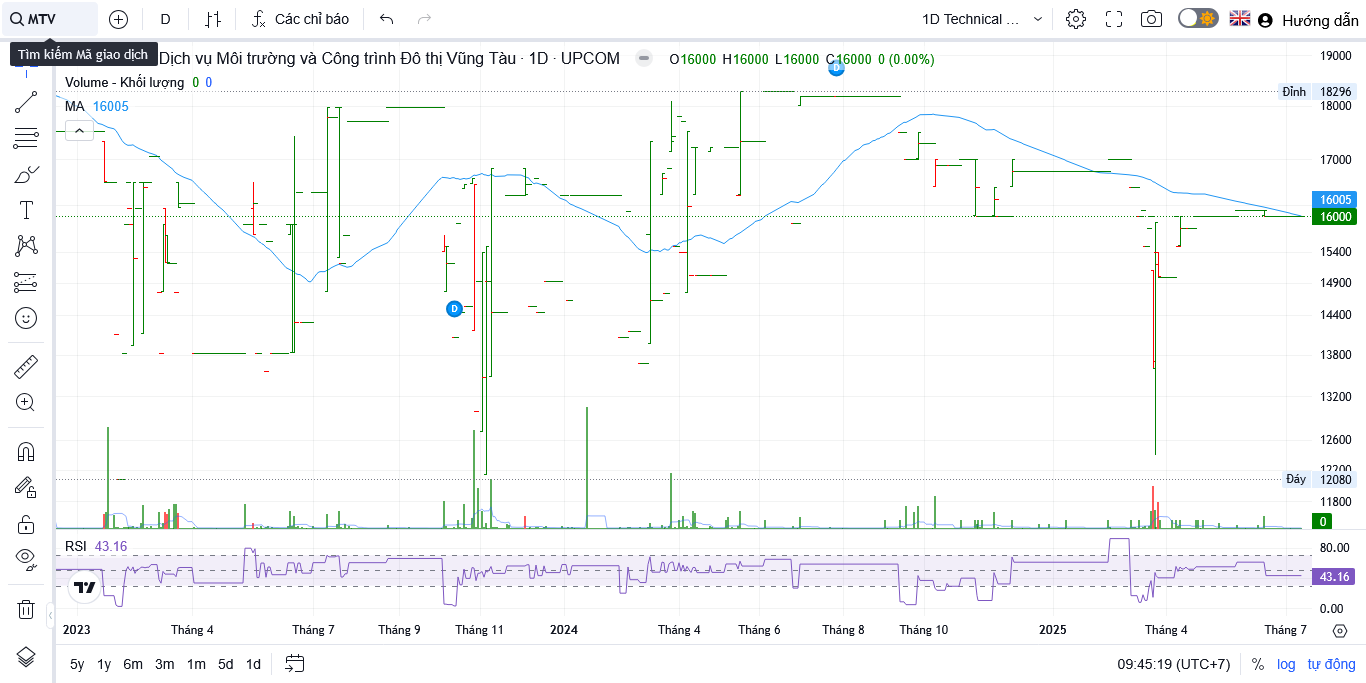 MTV
D
Các chỉ báo
1D Technical ...
Hướng dẫn
Tìm kiếm Mã giao dịch
Dịch vụ Môi trường và Công trình Đô thị Vũng Tàu · 1D · UPCOM
O16000 H16000 L16000 C16000 0 (0.00%)
Volume - Khối lượng 0 0
MA 16005
D
D
19000
Đỉnh 18296
18000
17000
16005
16000
15400
14900
14400
13800
13200
12600
12200
Đáy 12080
11800
0
RSI 43.16
80.00
43.16
0.00
2023
Tháng 4
Tháng 7
Tháng 9
Tháng 11
2024
Tháng 4
Tháng 6
Tháng 8
Tháng 10
2025
Tháng 4
Tháng 7
5y 1y 6m 3m 1m 5d 1d
09:45:19 (UTC+7)
% log tự động